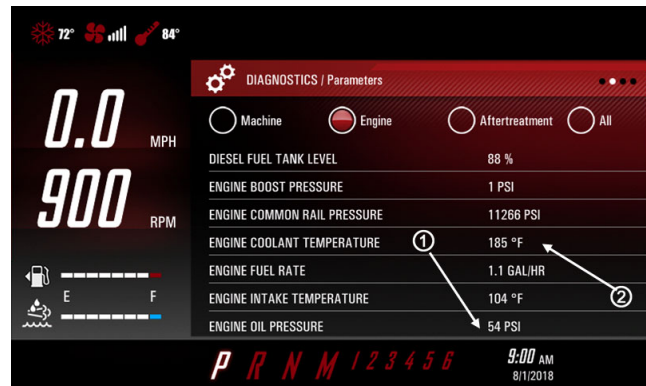 72° 84°
DIAGNOSTICS / Parameters
Machine Engine Aftertreatment All
0.0 MPH
900 RPM
DIESEL FUEL TANK LEVEL 88 %
ENGINE BOOST PRESSURE 1 PSI
ENGINE COMMON RAIL PRESSURE 11266 PSI
ENGINE COOLANT TEMPERATURE ① 185 °F
ENGINE FUEL RATE 1.1 GAL/HR
ENGINE INTAKE TEMPERATURE 104 °F ②
ENGINE OIL PRESSURE 54 PSI
E F
P R N M 1 2 3 4 5 6
9:00 AM
8/1/2018